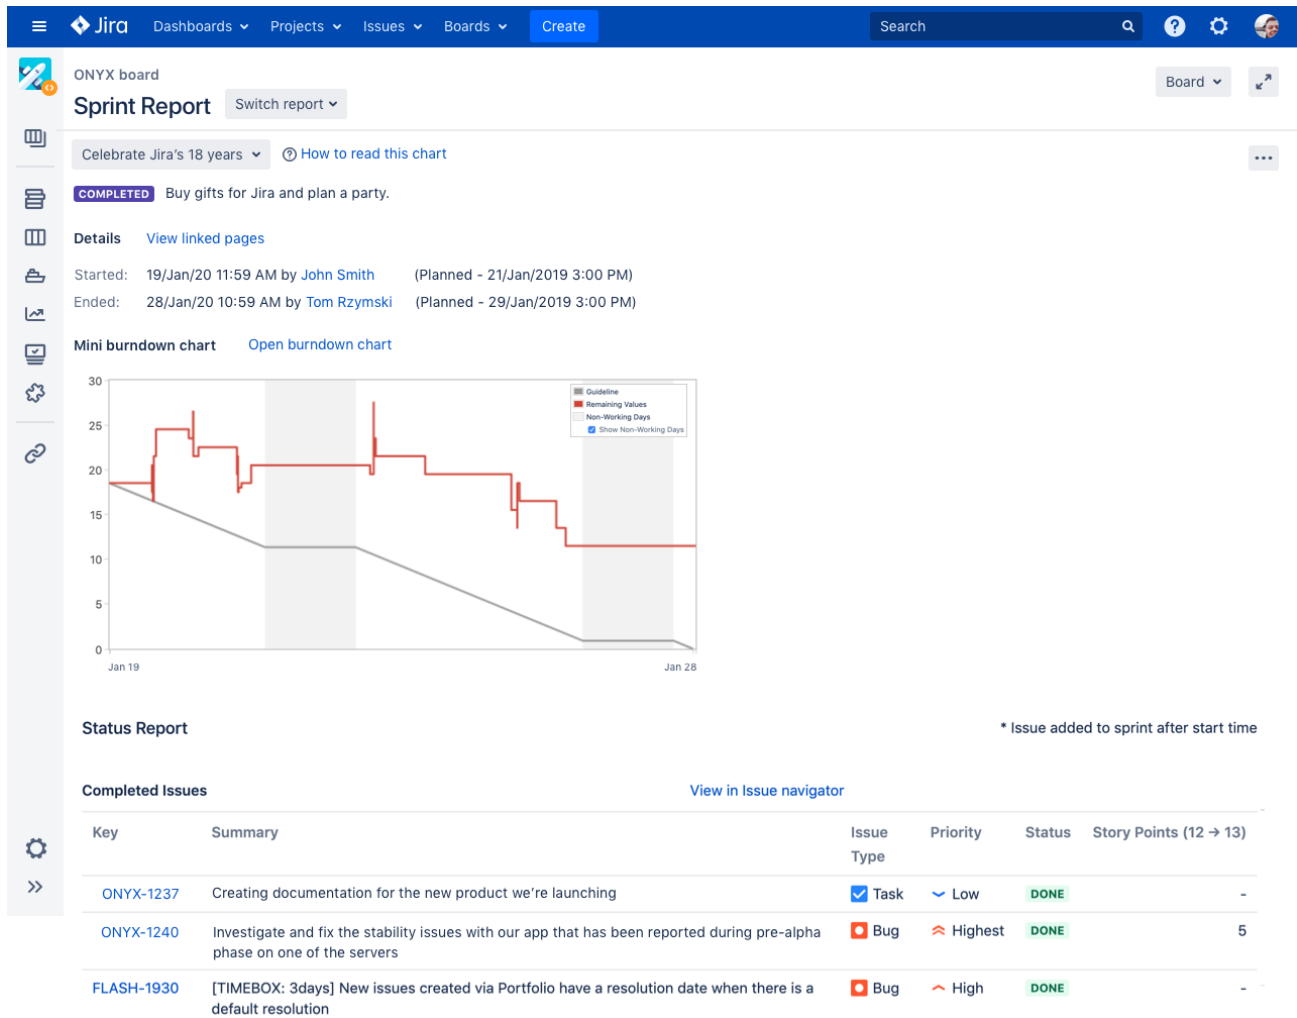 Jira Dashboards Projects Issues Boards Create Search
ONYX board
Board
Sprint Report Switch report
Celebrate Jira's 18 years How to read this chart
COMPLETED Buy gifts for Jira and plan a party.
Details View linked pages
Started: 19/Jan/20 11:59 AM by John Smith (Planned - 21/Jan/2019 3:00 PM)
Ended: 28/Jan/20 10:59 AM by Tom Rzymski (Planned - 29/Jan/2019 3:00 PM)
Mini burndown chart Open burndown chart
30
25
20
15
10
5
0
Guideline
Remaining Values
Non-Working Days
Show Non-Working Days
Jan 19 Jan 28
Status Report * Issue added to sprint after start time
Completed Issues View in Issue navigator
Key Summary Issue Type Priority Status Story Points (12 → 13)
ONYX-1237 Creating documentation for the new product we're launching Task Low DONE -
ONYX-1240 Investigate and fix the stability issues with our app that has been reported during pre-alpha Bug Highest DONE 5
phase on one of the servers
FLASH-1930 [TIMEBOX: 3days] New issues created via Portfolio have a resolution date when there is a Bug High DONE -
default resolution